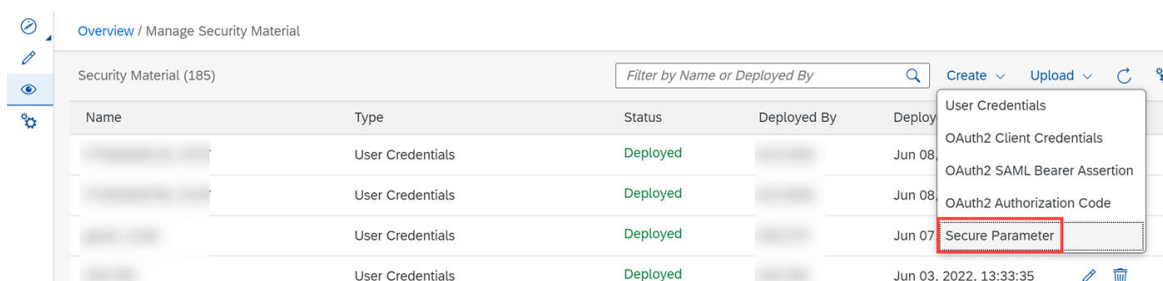 Overview / Manage Security Material
Security Material (185)
Filter by Name or Deployed By
Create
Upload
Name
Type
Status
Deployed By
Deploy
User Credentials
Deployed
Jun 08,
User Credentials
Deployed
Jun 08
User Credentials
Deployed
Jun 07
User Credentials
Deployed
Jun 03, 2022, 13:33:35
User Credentials
OAuth2 Client Credentials
OAuth2 SAML Bearer Assertion
OAuth2 Authorization Code
Secure Parameter